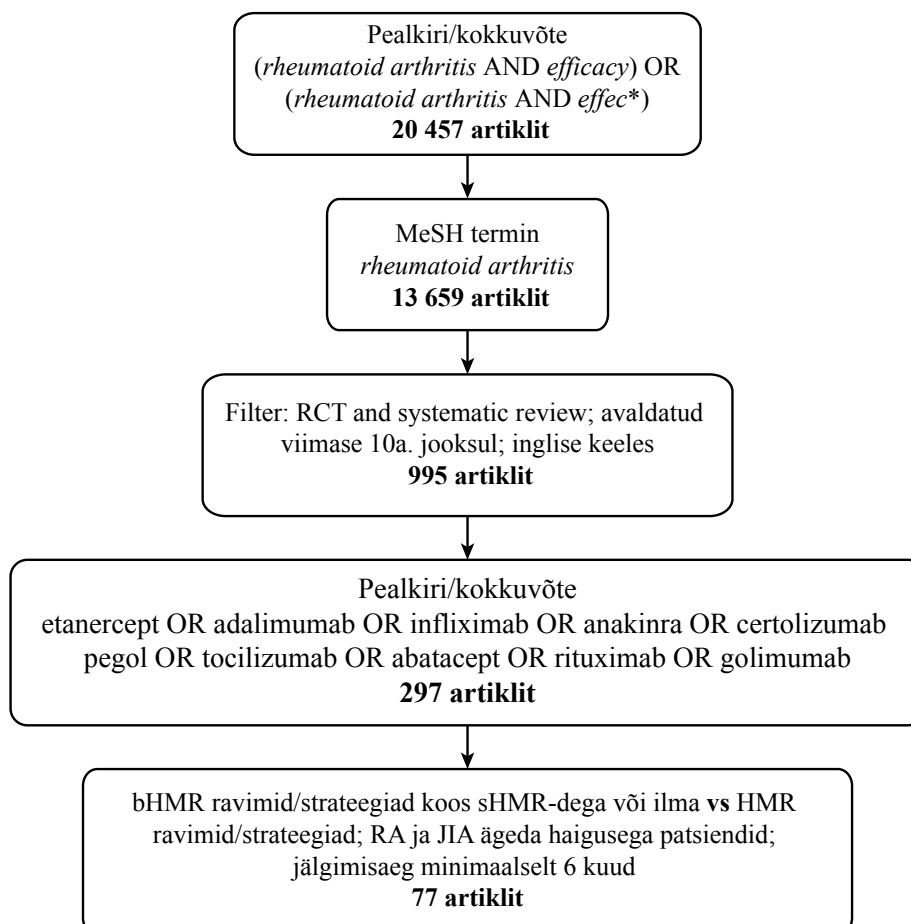 Pealkiri/kokkuvõte
(rheumatoid arthritis AND efficacy) OR
(rheumatoid arthritis AND effec*)
20 457 artiklit
MeSH termin
rheumatoid arthritis
13 659 artiklit
Filter: RCT and systematic review; avaldatud
viimase 10a. jooksul; inglise keeles
995 artiklit
Pealkiri/kokkuvõte
etanercept OR adalimumab OR infliximab OR anakinra OR certolizumab
pegol OR tocilizumab OR abatacept OR rituximab OR golimumab
297 artiklit
bHMR ravimid/strateegiad koos sHMR-dega või ilma vs HMR
ravimid/strateegiad; RA ja JIA ägeda haigusega patsiendid;
jälgimisaeg minimaalselt 6 kuud
77 artiklit